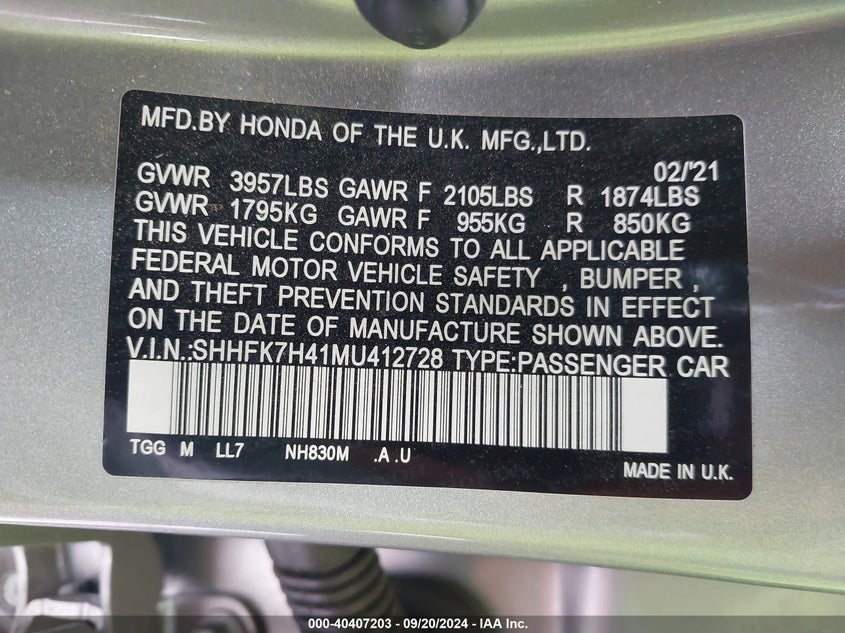 MFD.BY HONDA OF THE U.K. MFG.,LTD.
02/'21
GVWR 3957LBS GAWR F 2105LBS R 1874LBS
GVWR 1795KG GAWR F 955KG R 850KG
THIS VEHICLE CONFORMS TO ALL APPLICABLE
FEDERAL MOTOR VEHICLE SAFETY , BUMPER ,
AND THEFT PREVENTION STANDARDS IN EFFECT
ON THE DATE OF MANUFACTURE SHOWN ABOVE.
V.I.N.:SHHFK7H41MU412728 TYPE:PASSENGER CAR
TGG M LL7 NH830M .A .U
MADE IN U.K.
000-40407203 - 09/20/2024 - IAA Inc.